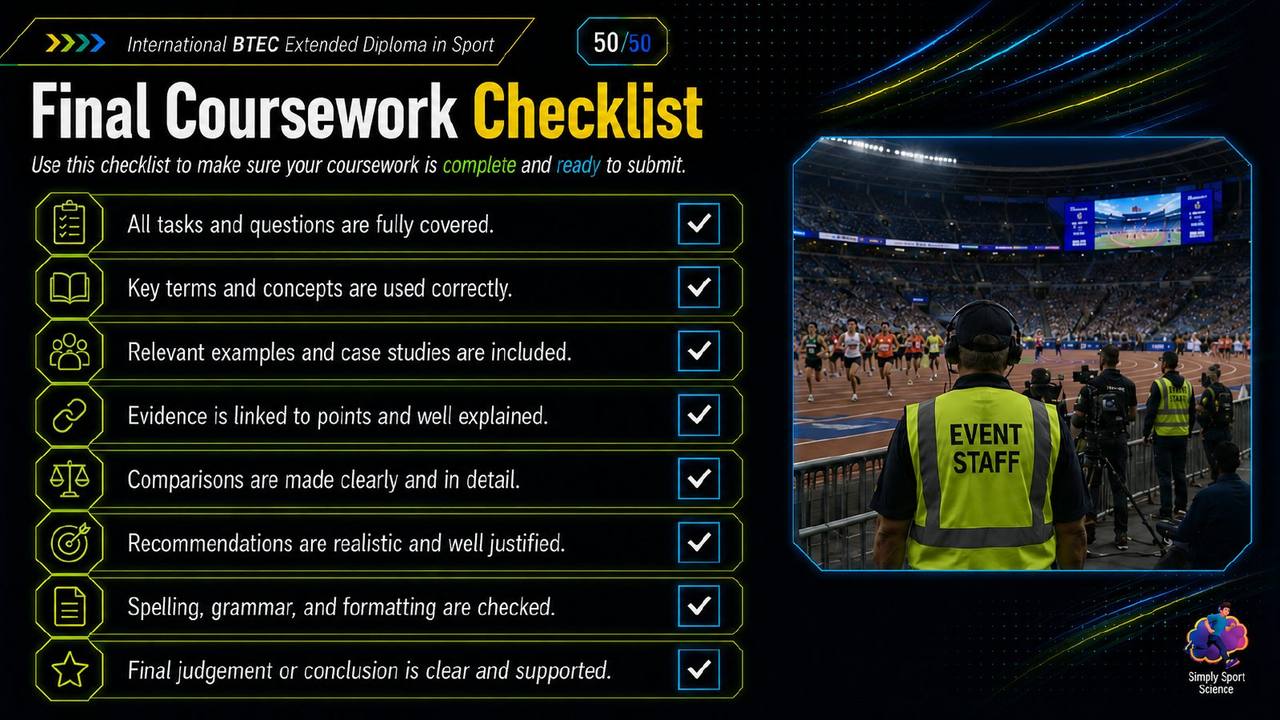 International BTEC Extended Diploma in Sport
50/50
Final Coursework Checklist
Use this checklist to make sure your coursework is complete and ready to submit.
All tasks and questions are fully covered.
Key terms and concepts are used correctly.
Relevant examples and case studies are included.
Evidence is linked to points and well explained.
Comparisons are made clearly and in detail.
Recommendations are realistic and well justified.
Spelling, grammar, and formatting are checked.
Final judgement or conclusion is clear and supported.
EVENT
STAFF
Simply Sport
Science